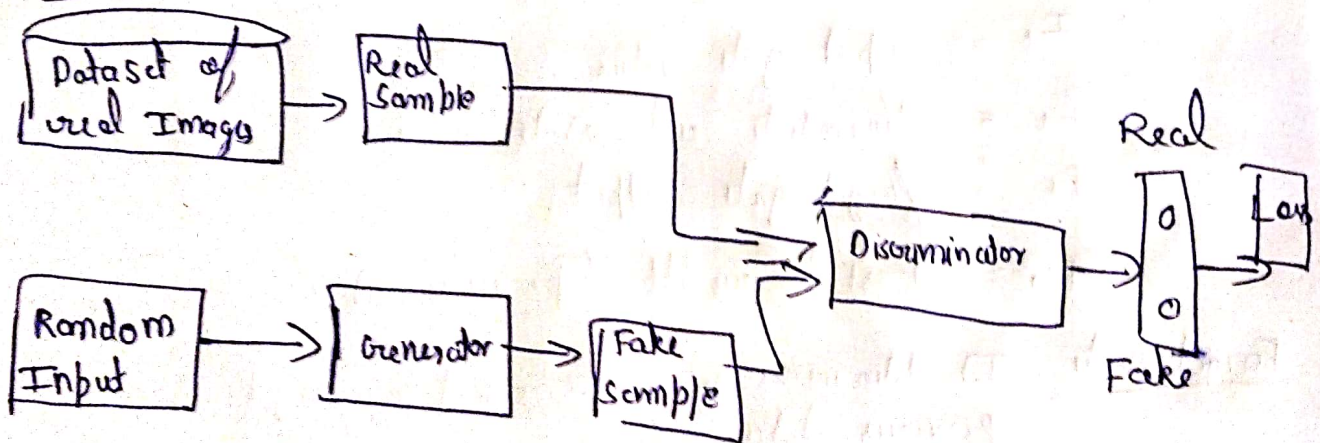 Dataset of
real Images
Real
Sample
Real
Discriminator
Loss
Random
Input
Generator
Fake
Sample
Fake